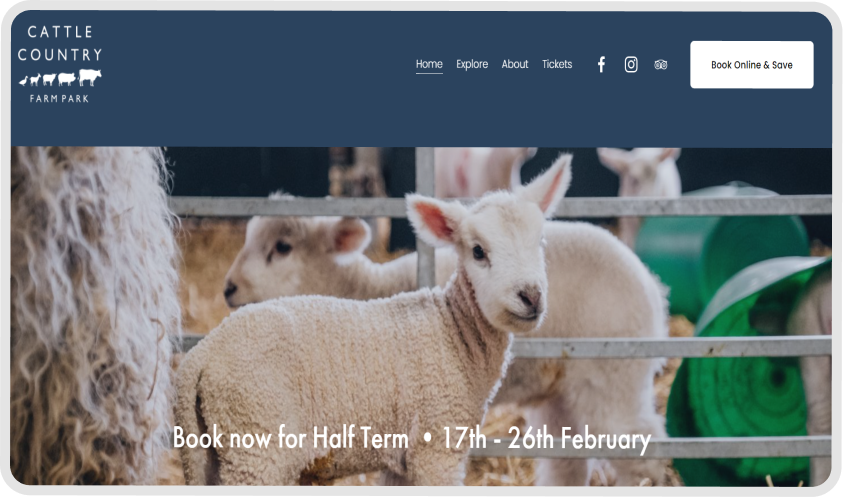 CATTLE
COUNTRY
FARM PARK
Home Explore About Tickets Book Online & Save
Book now for Half Term • 17th - 26th February